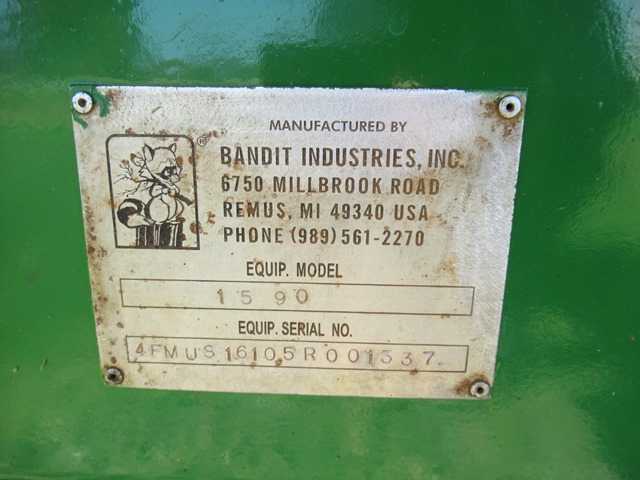 MANUFACTURED BY
®
BANDIT INDUSTRIES, INC.
6750 MILLBROOK ROAD
REMUS, MI 49340 USA
PHONE (989) 561-2270
EQUIP. MODEL
1590
EQUIP. SERIAL NO.
4FMUS16105R001337